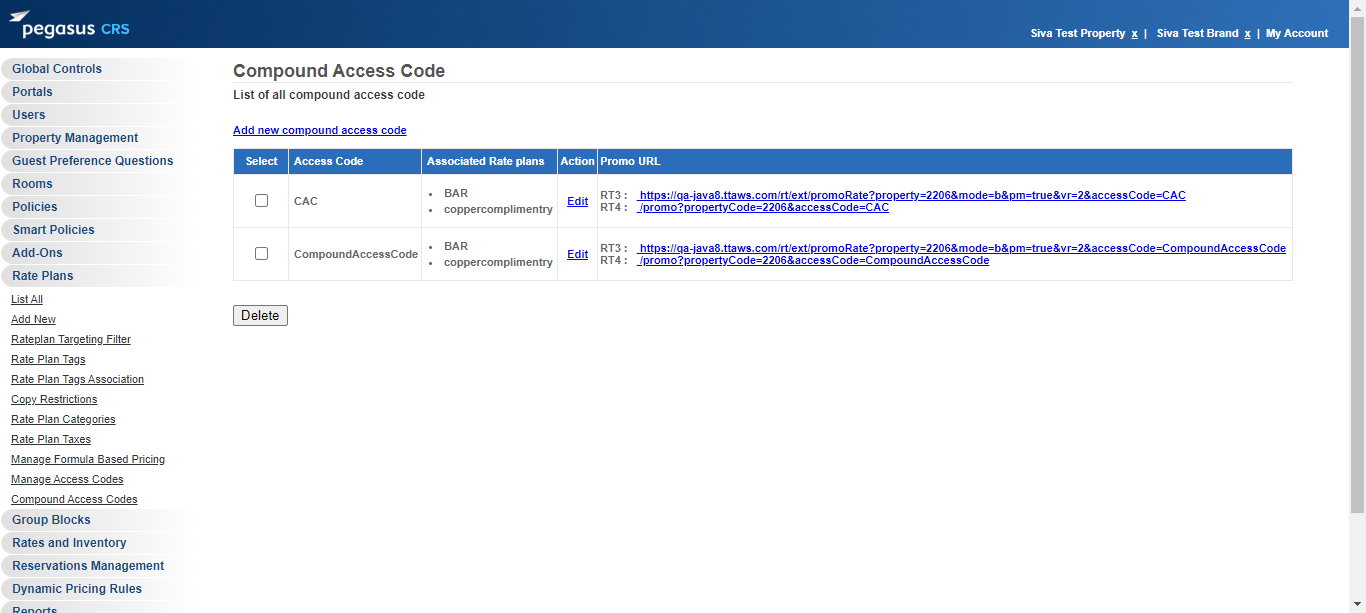 pegasus CRS
Siva Test Property x | Siva Test Brand x | My Account
Global Controls
Portals
Users
Property Management
Guest Preference Questions
Rooms
Policies
Smart Policies
Add-Ons
Rate Plans
List All
Add New
Rateplan Targeting Filter
Rate Plan Tags
Rate Plan Tags Association
Copy Restrictions
Rate Plan Categories
Rate Plan Taxes
Manage Formula Based Pricing
Manage Access Codes
Compound Access Codes
Group Blocks
Rates and Inventory
Reservations Management
Dynamic Pricing Rules
Reports
Compound Access Code
List of all compound access code
Add new compound access code
Select Access Code Associated Rate plans Action Promo URL
CAC
• BAR
• coppercomplimentry
Edit
RT3 : https://qa-java8.ttaws.com/rt/ext/promoRate?property=2206&mode=b&pm=true&vr=2&accessCode=CAC
RT4 : /promo?propertyCode=2206&accessCode=CAC
CompoundAccessCode
• BAR
• coppercomplimentry
Edit
RT3 : https://qa-java8.ttaws.com/rt/ext/promoRate?property=2206&mode=b&pm=true&vr=2&accessCode=CompoundAccessCode
RT4 : /promo?propertyCode=2206&accessCode=CompoundAccessCode
Delete